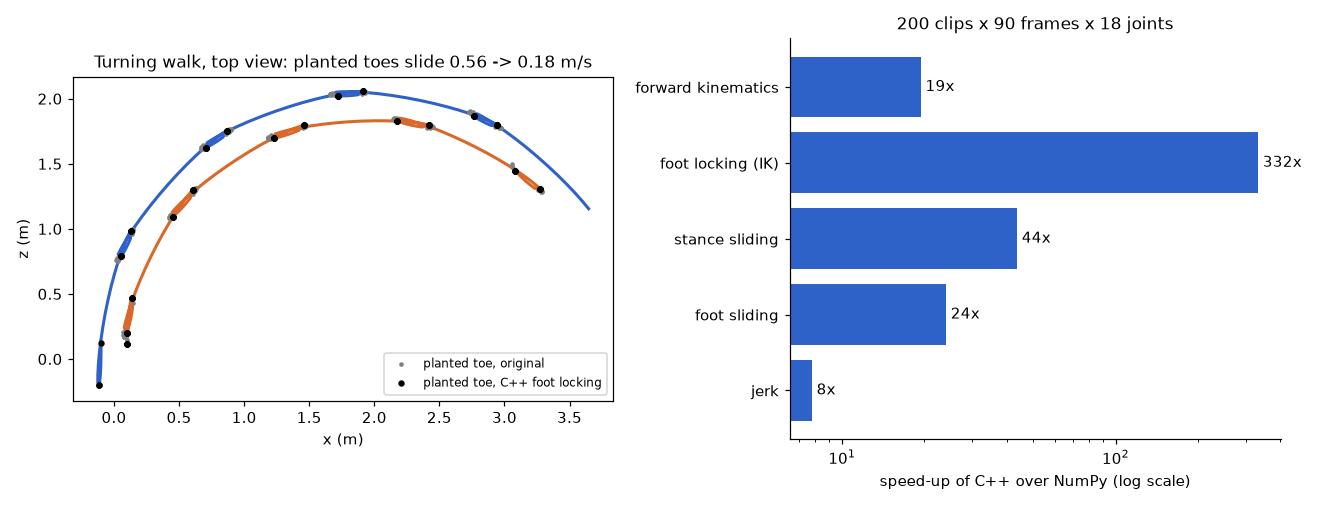 Turning walk, top view: planted toes slide 0.56 -> 0.18 m/s
2.0
1.5
1.0
0.5
0.0
z (m)
0.0 0.5 1.0 1.5 2.0 2.5 3.0 3.5
x (m)
planted toe, original
planted toe, C++ foot locking
200 clips x 90 frames x 18 joints
forward kinematics 19x
foot locking (IK) 332x
stance sliding 44x
foot sliding 24x
jerk 8x
10¹ 10²
speed-up of C++ over NumPy (log scale)